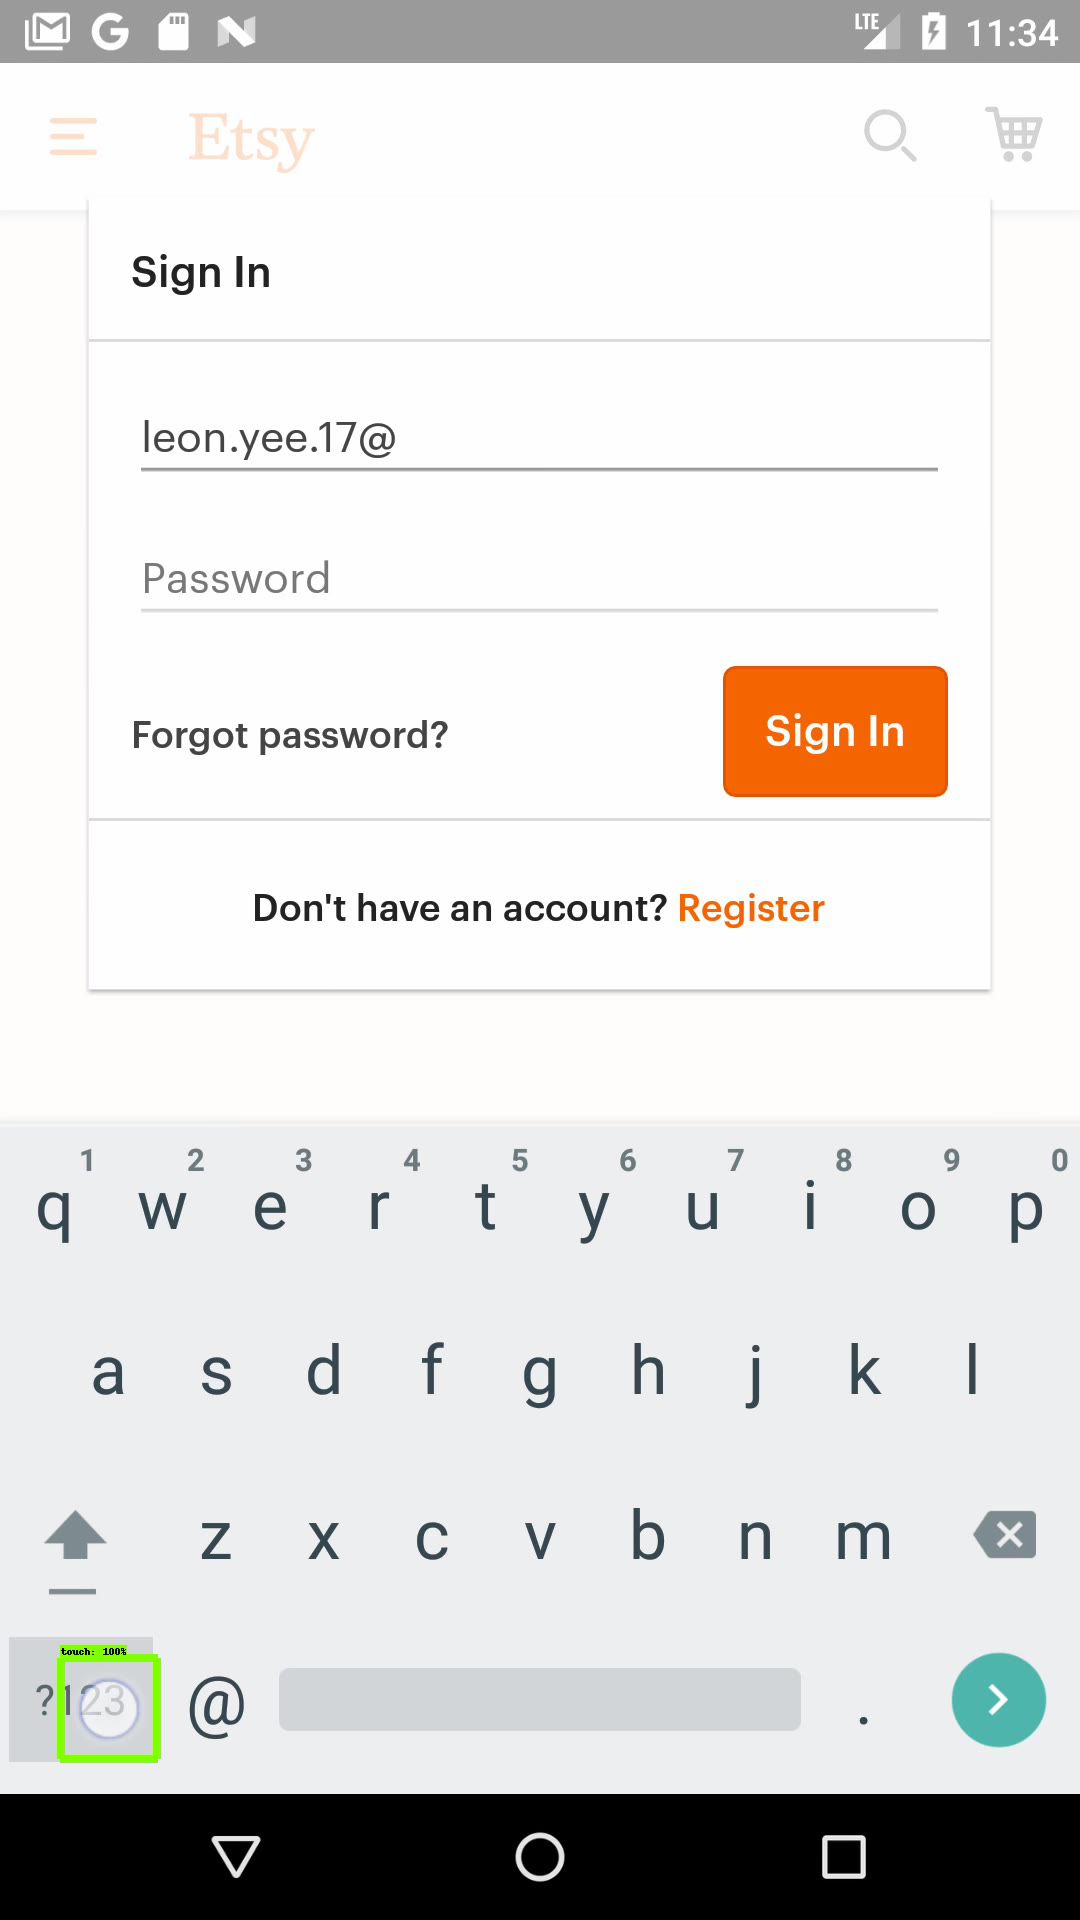 LTE 11:34
Etsy
Sign In
leon.yee.17@
Password
Forgot password? Sign In
Don't have an account? Register
1 2 3 4 5 6 7 8 9 0
q w e r t y u i o p
a s d f g h j k l
z x c v b n m
touch: 100%
?123 @ .